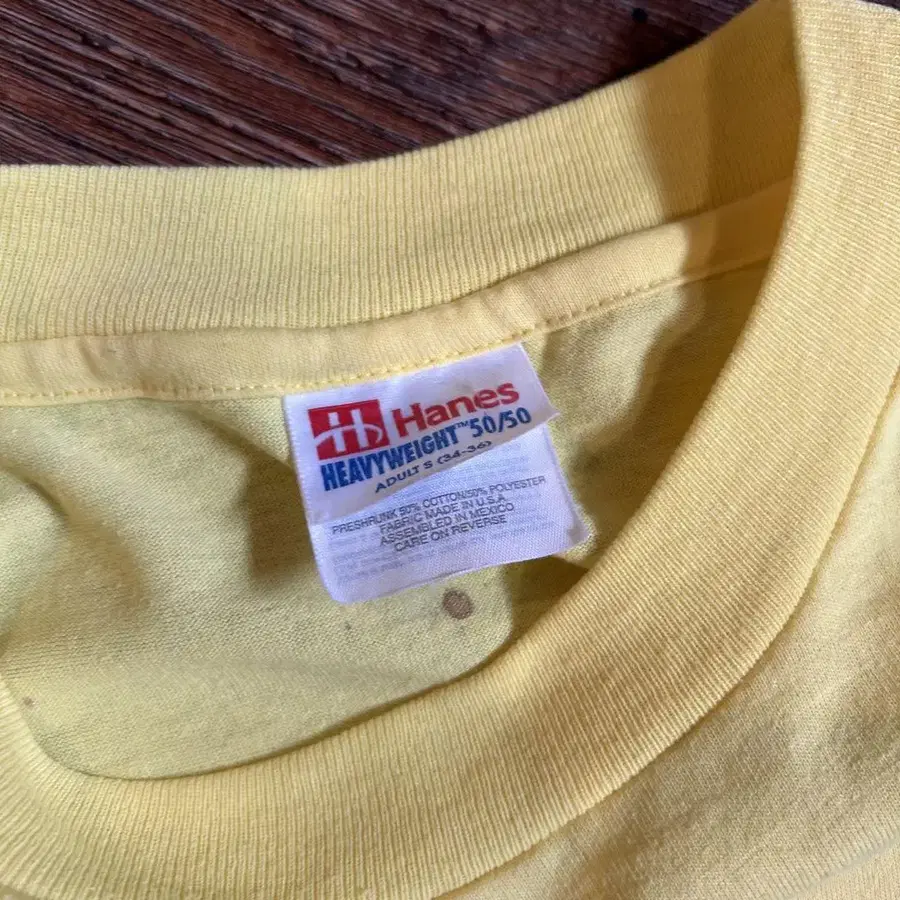 H Hanes
HEAVYWEIGHT™ 50/50
ADULT S (34-36)
PRESHRUNK 50% COTTON/50% POLYESTER
FABRIC MADE IN U.S.A.
ASSEMBLED IN MEXICO
CARE ON REVERSE